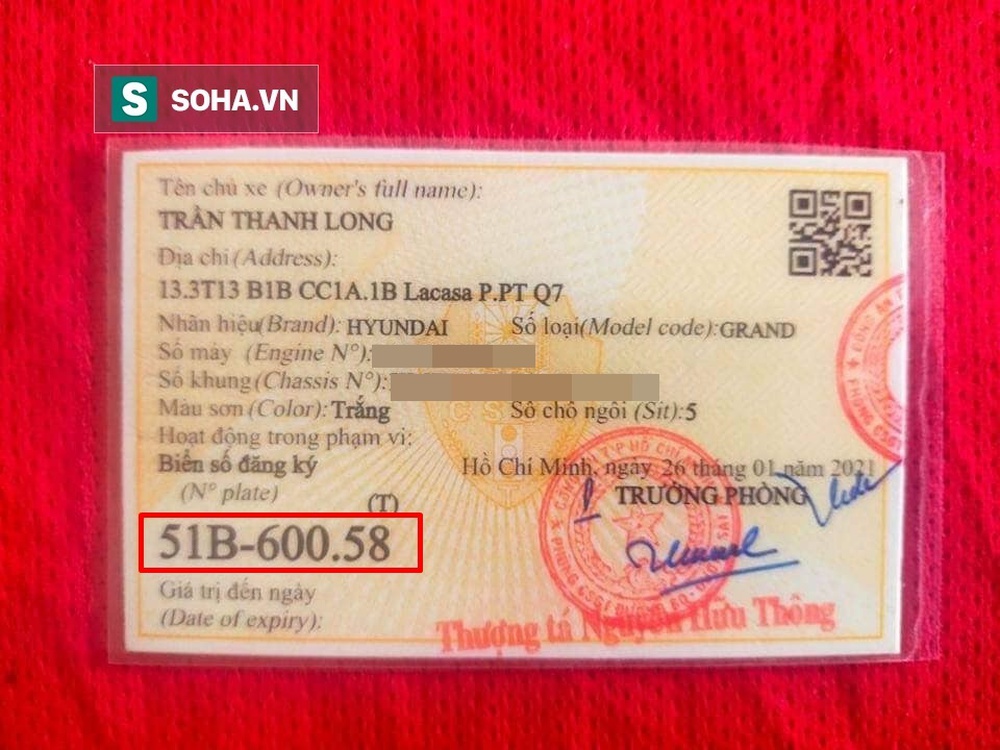 S SOHA.VN
Tên chủ xe (Owner's full name):
TRẦN THANH LONG
Địa chỉ (Address):
13.3T13 B1B CC1A.1B Lacasa P.PT Q7
Nhãn hiệu (Brand): HYUNDAI Số loại (Model code): GRAND
Số máy (Engine N°):
Số khung (Chassis N°):
Màu sơn (Color): Trắng Số chỗ ngồi (Sit): 5
Hoạt động trong phạm vi:
Biển số đăng ký Hồ Chí Minh, ngày 26 tháng 01 năm 2021
(N° plate) TRƯỞNG PHÒNG
(T)
51B-600.58
Giá trị đến ngày
(Date of expiry):
Thượng tá Nguyễn Hữu Thông